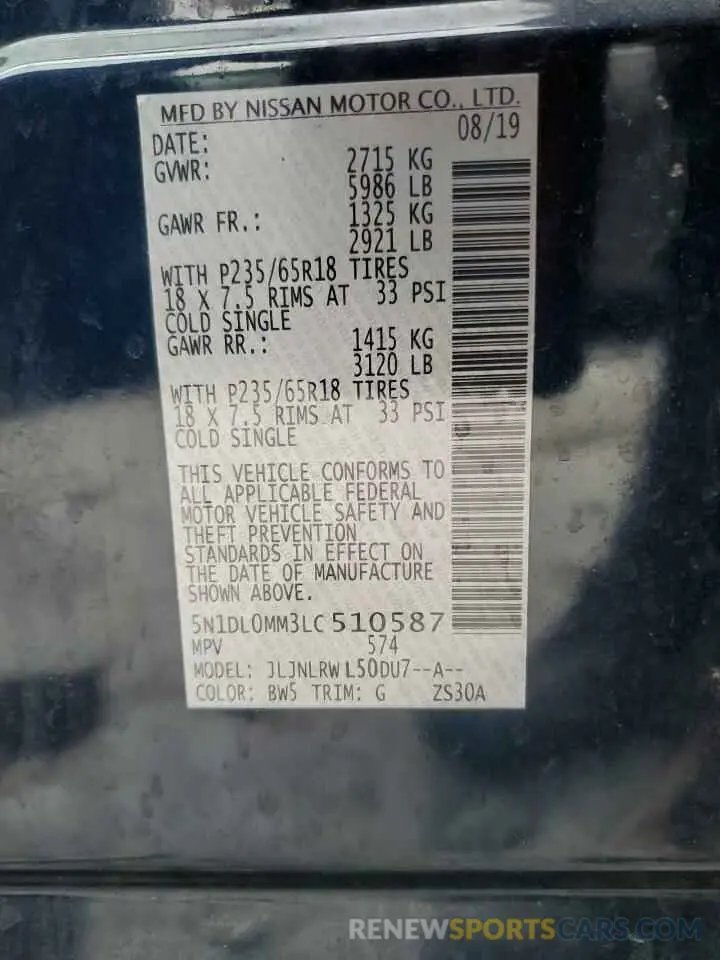 MFD BY NISSAN MOTOR CO., LTD.
DATE: 08/19
GVWR: 2715 KG
5986 LB
GAWR FR.: 1325 KG
2921 LB
WITH P235/65R18 TIRES
18 X 7.5 RIMS AT 33 PSI
COLD SINGLE
GAWR RR.: 1415 KG
3120 LB
WITH P235/65R18 TIRES
18 X 7.5 RIMS AT 33 PSI
COLD SINGLE
THIS VEHICLE CONFORMS TO
ALL APPLICABLE FEDERAL
MOTOR VEHICLE SAFETY AND
THEFT PREVENTION
STANDARDS IN EFFECT ON
THE DATE OF MANUFACTURE
SHOWN ABOVE.
5N1DL0MM3LC510587
MPV 574
MODEL: JLJNLRW L50DU7--A--
COLOR: BW5 TRIM: G ZS30A
RENEWSPORTSCARS.COM